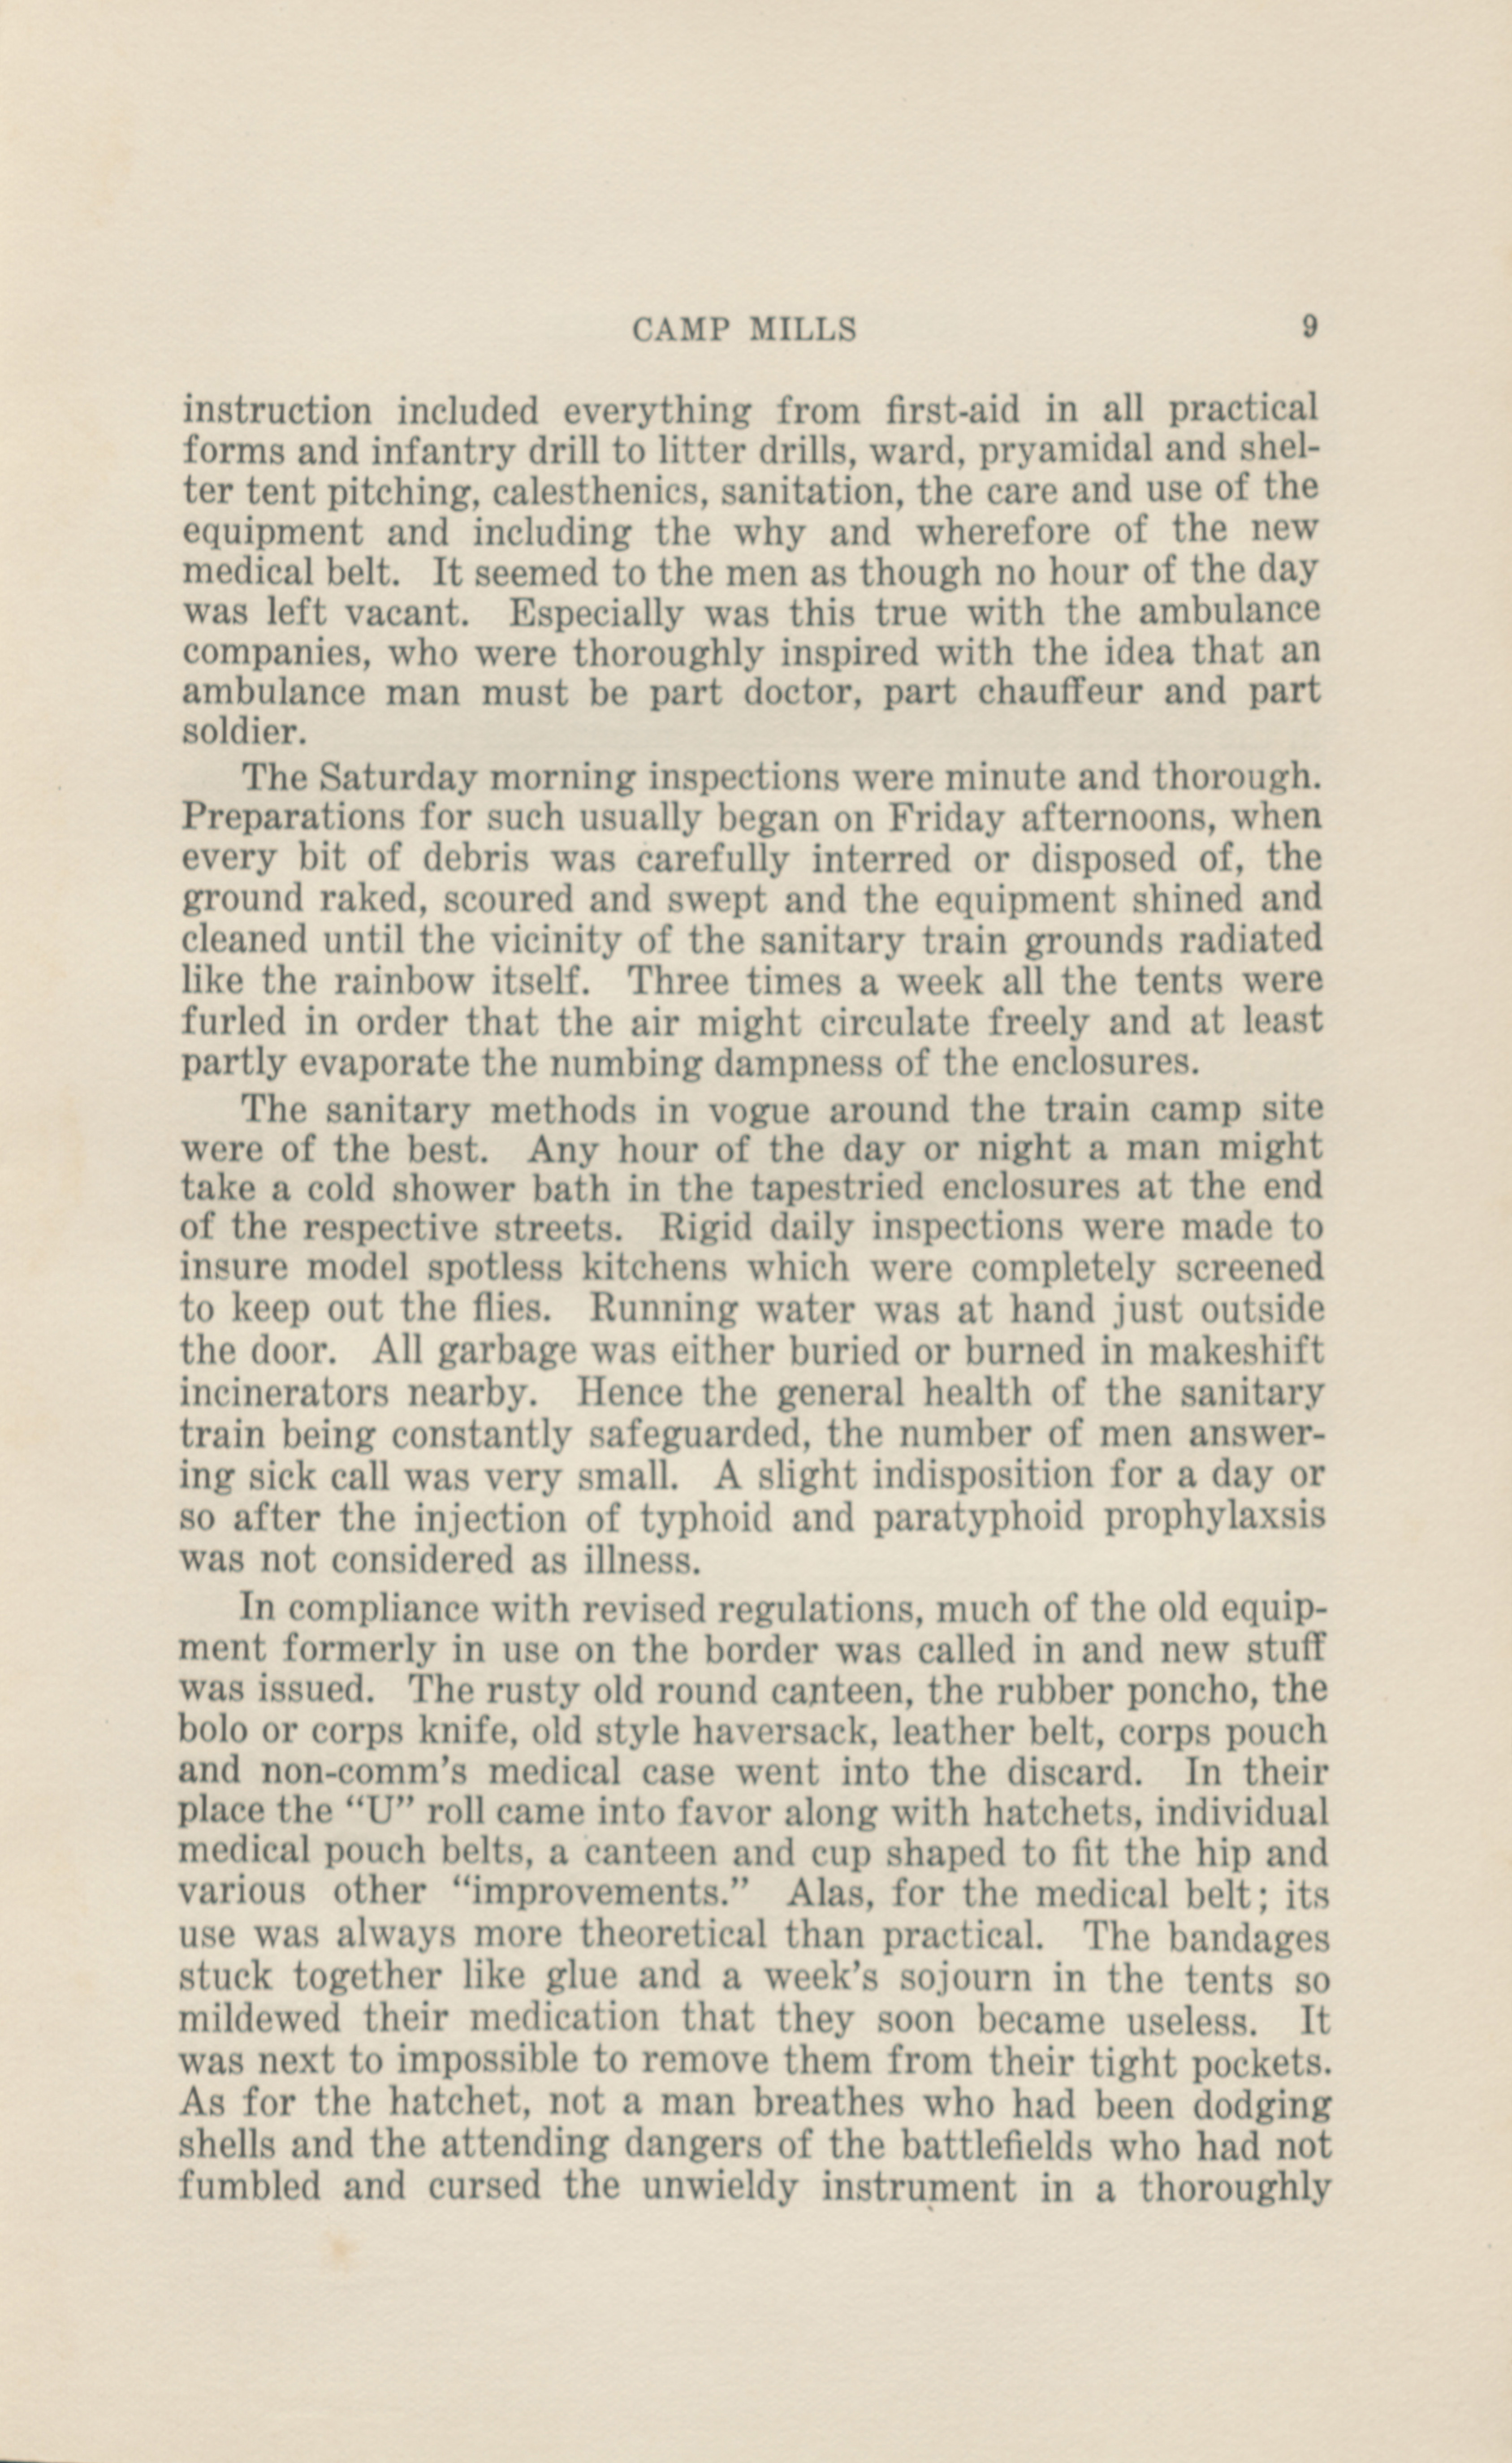 CAMP MILLS 9
instruction included everything from first-aid in all practical
forms and infantry drill to litter drills, ward, pryamidal and shel-
ter tent pitching, calesthenics, sanitation, the care and use of the
equipment and including the why and wherefore of the new
medical belt. It seemed to the men as though no hour of the day
was left vacant. Especially was this true with the ambulance
companies, who were thoroughly inspired with the idea that an
ambulance man must be part doctor, part chauffeur and part
soldier.
The Saturday morning inspections were minute and thorough.
Preparations for such usually began on Friday afternoons, when
every bit of debris was carefully interred or disposed of, the
ground raked, scoured and swept and the equipment shined and
cleaned until the vicinity of the sanitary train grounds radiated
like the rainbow itself. Three times a week all the tents were
furled in order that the air might circulate freely and at least
partly evaporate the numbing dampness of the enclosures.
The sanitary methods in vogue around the train camp site
were of the best. Any hour of the day or night a man might
take a cold shower bath in the tapestried enclosures at the end
of the respective streets. Rigid daily inspections were made to
insure model spotless kitchens which were completely screened
to keep out the flies. Running water was at hand just outside
the door. All garbage was either buried or burned in makeshift
incinerators nearby. Hence the general health of the sanitary
train being constantly safeguarded, the number of men answer-
ing sick call was very small. A slight indisposition for a day or
so after the injection of typhoid and paratyphoid prophylaxsis
was not considered as illness.
In compliance with revised regulations, much of the old equip-
ment formerly in use on the border was called in and new stuff
was issued. The rusty old round canteen, the rubber poncho, the
bolo or corps knife, old style haversack, leather belt, corps pouch
and non-comm's medical case went into the discard. In their
place the “U” roll came into favor along with hatchets, individual
medical pouch belts, a canteen and cup shaped to fit the hip and
various other “improvements.” Alas, for the medical belt; its
use was always more theoretical than practical. The bandages
stuck together like glue and a week's sojourn in the tents so
mildewed their medication that they soon became useless. It
was next to impossible to remove them from their tight pockets.
As for the hatchet, not a man breathes who had been dodging
shells and the attending dangers of the battlefields who had not
fumbled and cursed the unwieldy instrument in a thoroughly